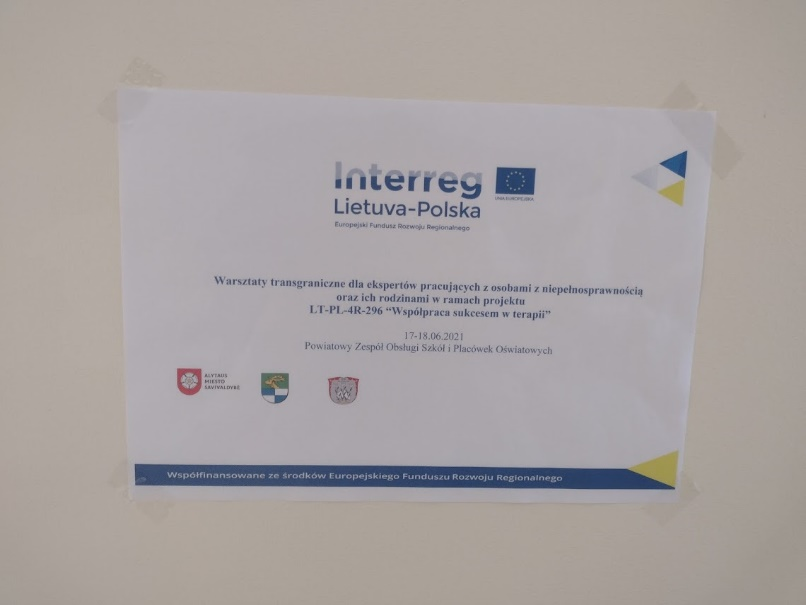 Interreg
Lietuva-Polska
Europejski Fundusz Rozwoju Regionalnego
UNIA EUROPEJSKA
Warsztaty transgraniczne dla ekspertów pracujących z osobami z niepełnosprawnością
oraz ich rodzinami w ramach projektu
LT-PL-4R-296 “Współpraca sukcesem w terapii”
17-18.06.2021
Powiatowy Zespół Obsługi Szkół i Placówek Oświatowych
ALYTAUS
MIESTO
SAVIVALDYBĖ
Współfinansowane ze środków Europejskiego Funduszu Rozwoju Regionalnego